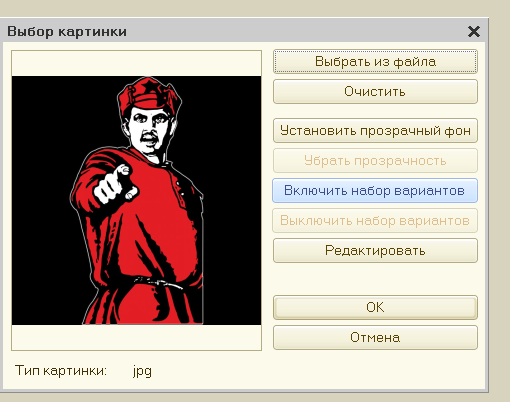 Выбор картинки
Выбрать из файла
Очистить
Установить прозрачный фон
Убрать прозрачность
Включить набор вариантов
Выключить набор вариантов
Редактировать
OK
Отмена
Тип картинки: jpg